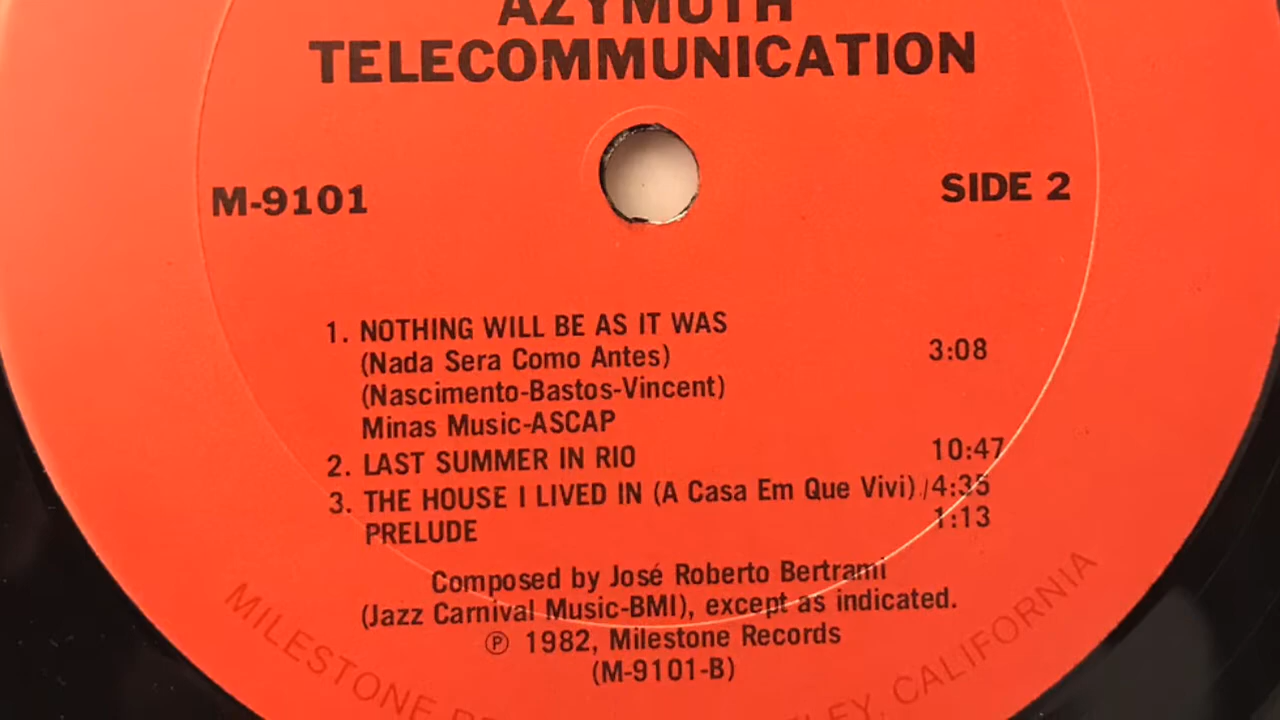 AZYMUTH
TELECOMMUNICATION
M-9101
SIDE 2
1. NOTHING WILL BE AS IT WAS
(Nada Sera Como Antes) 3:08
(Nascimento-Bastos-Vincent)
Minas Music-ASCAP
2. LAST SUMMER IN RIO 10:47
3. THE HOUSE I LIVED IN (A Casa Em Que Vivi)/4:35
PRELUDE 1:13
Composed by José Roberto Bertrami
(Jazz Carnival Music-BMI), except as indicated.
℗ 1982, Milestone Records
(M-9101-B)
MILESTONE CALIFORNIA